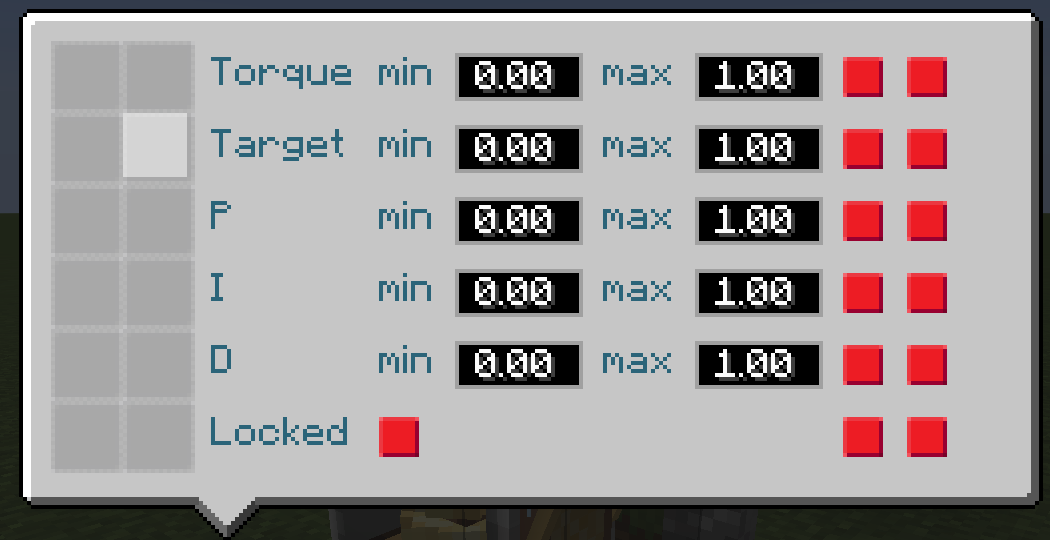 Torque min 0.00 max 1.00
Target min 0.00 max 1.00
P min 0.00 max 1.00
I min 0.00 max 1.00
D min 0.00 max 1.00
Locked